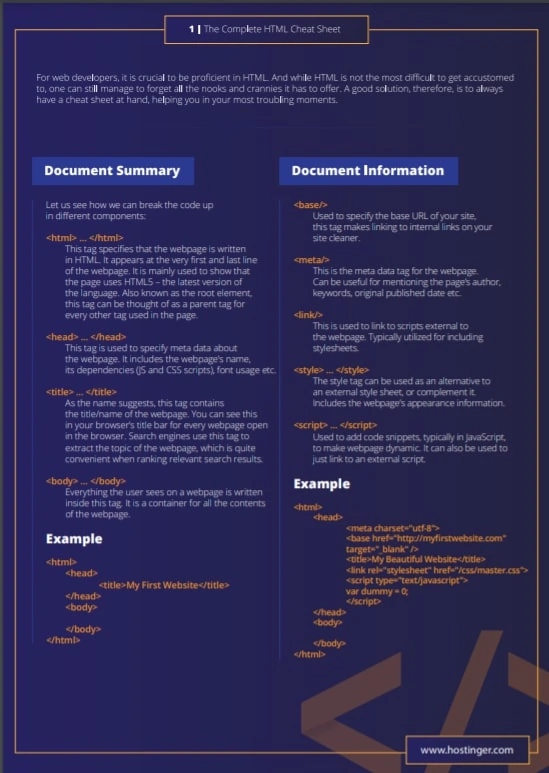 1 | The Complete HTML Cheat Sheet
For web developers, it is crucial to be proficient in HTML. And while HTML is not the most difficult to get accustomed
to, one can still manage to forget all the nooks and crannies it has to offer. A good solution, therefore, is to always
have a cheat sheet at hand, helping you in your most troubling moments.
Document Summary
Let us see how we can break the code up
in different components:
<html> ... </html>
This tag specifies that the webpage is written
in HTML. It appears at the very first and last line
of the webpage. It is mainly used to show that
the page uses HTML5 – the latest version of
the language. Also known as the root element,
this tag can be thought of as a parent tag for
every other tag used in the page.
<head> ... </head>
This tag is used to specify meta data about
the webpage. It includes the webpage's name,
its dependencies (JS and CSS scripts), font usage etc.
<title> ... </title>
As the name suggests, this tag contains
the title/name of the webpage. You can see this
in your browser's title bar for every webpage open
in the browser. Search engines use this tag to
extract the topic of the webpage, which is quite
convenient when ranking relevant search results.
<body> ... </body>
Everything the user sees on a webpage is written
inside this tag. It is a container for all the contents
of the webpage.
Example
<html>
<head>
<title>My First Website</title>
</head>
<body>
</body>
</html>
Document Information
<base/>
Used to specify the base URL of your site,
this tag makes linking to internal links on your
site cleaner.
<meta/>
This is the meta data tag for the webpage.
Can be useful for mentioning the page's author,
keywords, original published date etc.
<link/>
This is used to link to scripts external to
the webpage. Typically utilized for including
stylesheets.
<style> ... </style>
The style tag can be used as an alternative to
an external style sheet, or complement it.
Includes the webpage's appearance information.
<script> ... </script>
Used to add code snippets, typically in JavaScript,
to make webpage dynamic. It can also be used to
just link to an external script.
Example
<html>
<head>
<meta charset="utf-8">
<base href="http://myfirstwebsite.com"
target="_blank" />
<title>My Beautiful Website</title>
<link rel="stylesheet" href="/css/master.css">
<script type="text/javascript">
var dummy = 0;
</script>
</head>
<body>
</body>
</html>
www.hostinger.com